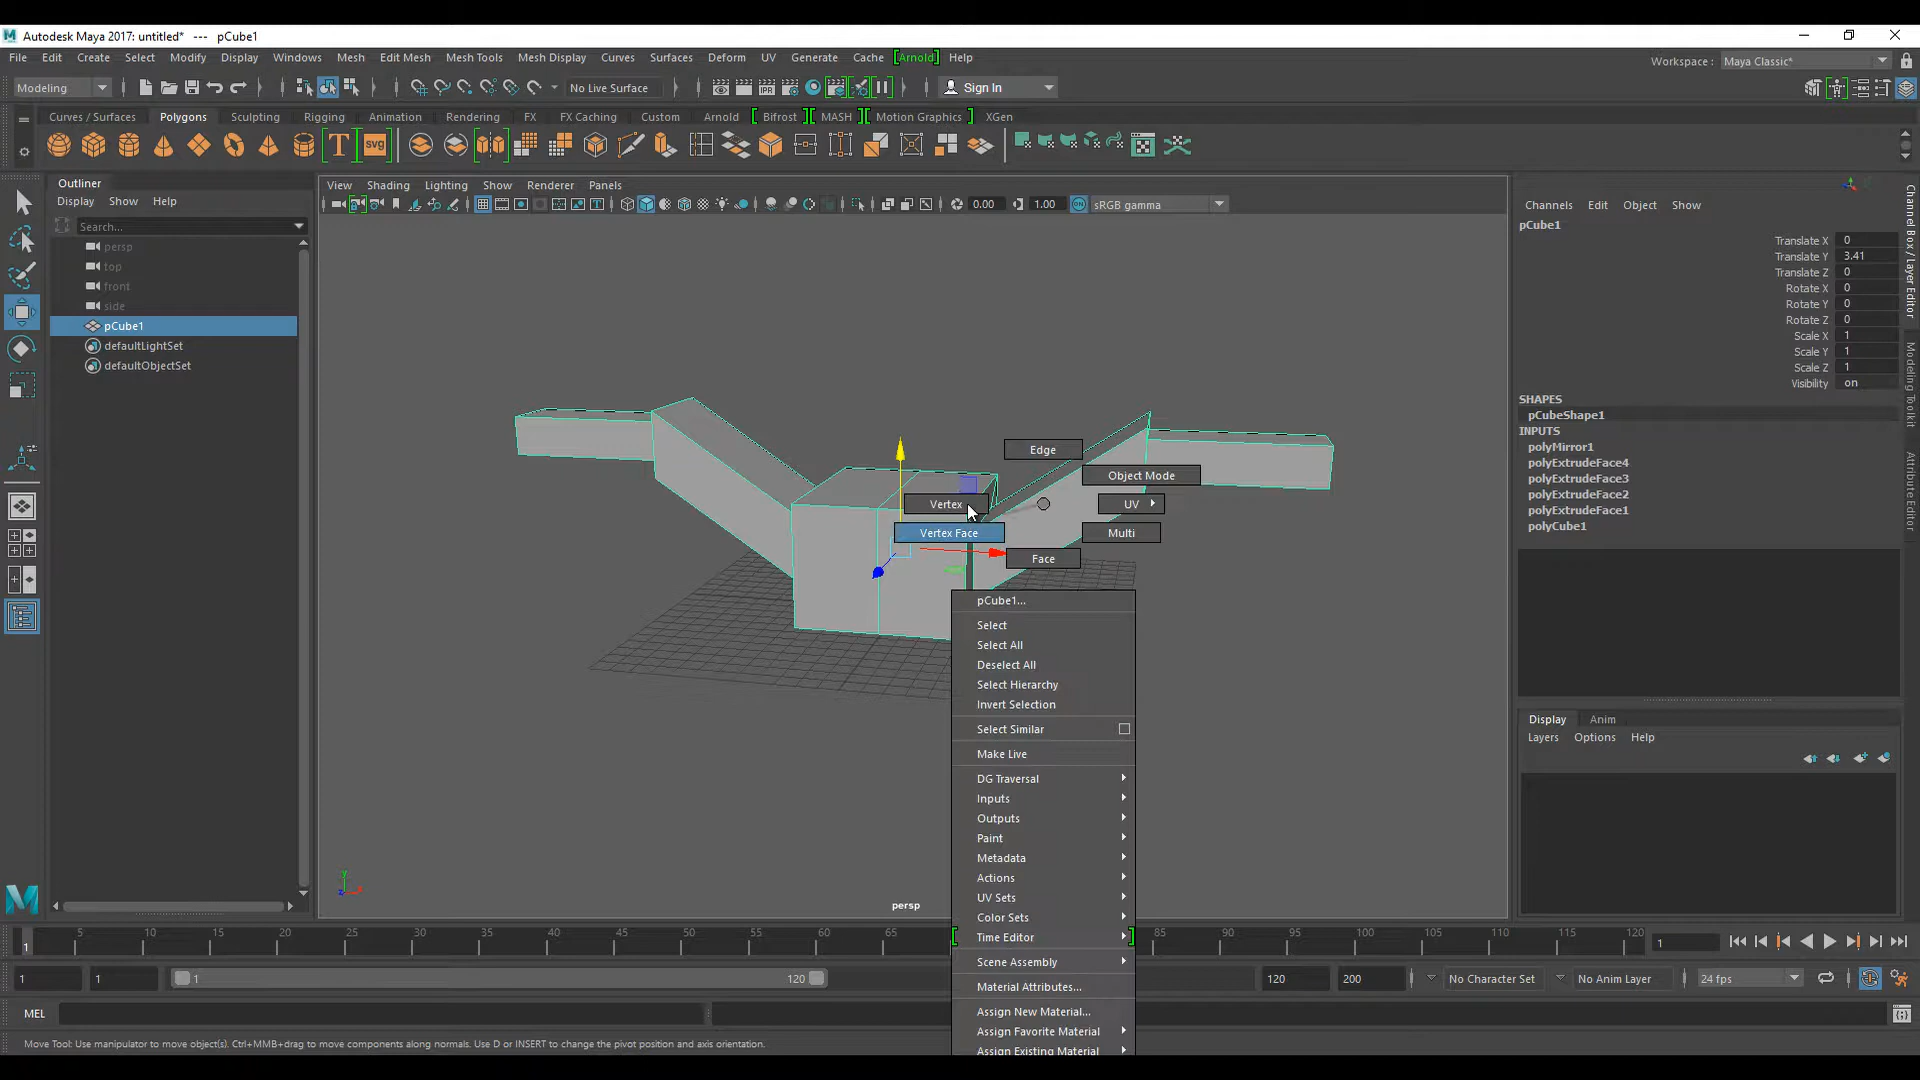 Autodesk Maya 2017: untitled*   ---   pCube1
File Edit Create Select Modify Display Windows Mesh Edit Mesh Mesh Tools Mesh Display Curves Surfaces Deform UV Generate Cache [Arnold] Help
Workspace : Maya Classic*
Modeling No Live Surface Sign In
Curves / Surfaces Polygons Sculpting Rigging Animation Rendering FX FX Caching Custom Arnold Bifrost MASH Motion Graphics XGen
T svg
Outliner
Display Show Help
Search...
persp
top
front
side
pCube1
defaultLightSet
defaultObjectSet
View Shading Lighting Show Renderer Panels
0.00 1.00 ON sRGB gamma
Edge
Object Mode
Vertex UV
Vertex Face Multi
Face
pCube1...
Select
Select All
Deselect All
Select Hierarchy
Invert Selection
Select Similar
Make Live
DG Traversal
Inputs
Outputs
Paint
Metadata
Actions
UV Sets
Color Sets
Time Editor
Scene Assembly
Material Attributes...
Assign New Material...
Assign Favorite Material
Assign Existing Material
persp
Channels Edit Object Show
pCube1
Translate X 0
Translate Y 3.41
Translate Z 0
Rotate X 0
Rotate Y 0
Rotate Z 0
Scale X 1
Scale Y 1
Scale Z 1
Visibility on
SHAPES
pCubeShape1
INPUTS
polyMirror1
polyExtrudeFace4
polyExtrudeFace3
polyExtrudeFace2
polyExtrudeFace1
polyCube1
Display Anim
Layers Options Help
Channel Box / Layer Editor
Modeling Toolkit
Attribute Editor
1 5 10 15 20 25 30 35 40 45 50 55 60 65 85 90 95 100 105 110 115 120 1
1 1 1 120 120 200 No Character Set No Anim Layer 24 fps
MEL
Move Tool: Use manipulator to move object(s). Ctrl+MMB+drag to move components along normals. Use D or INSERT to change the pivot position and axis orientation.